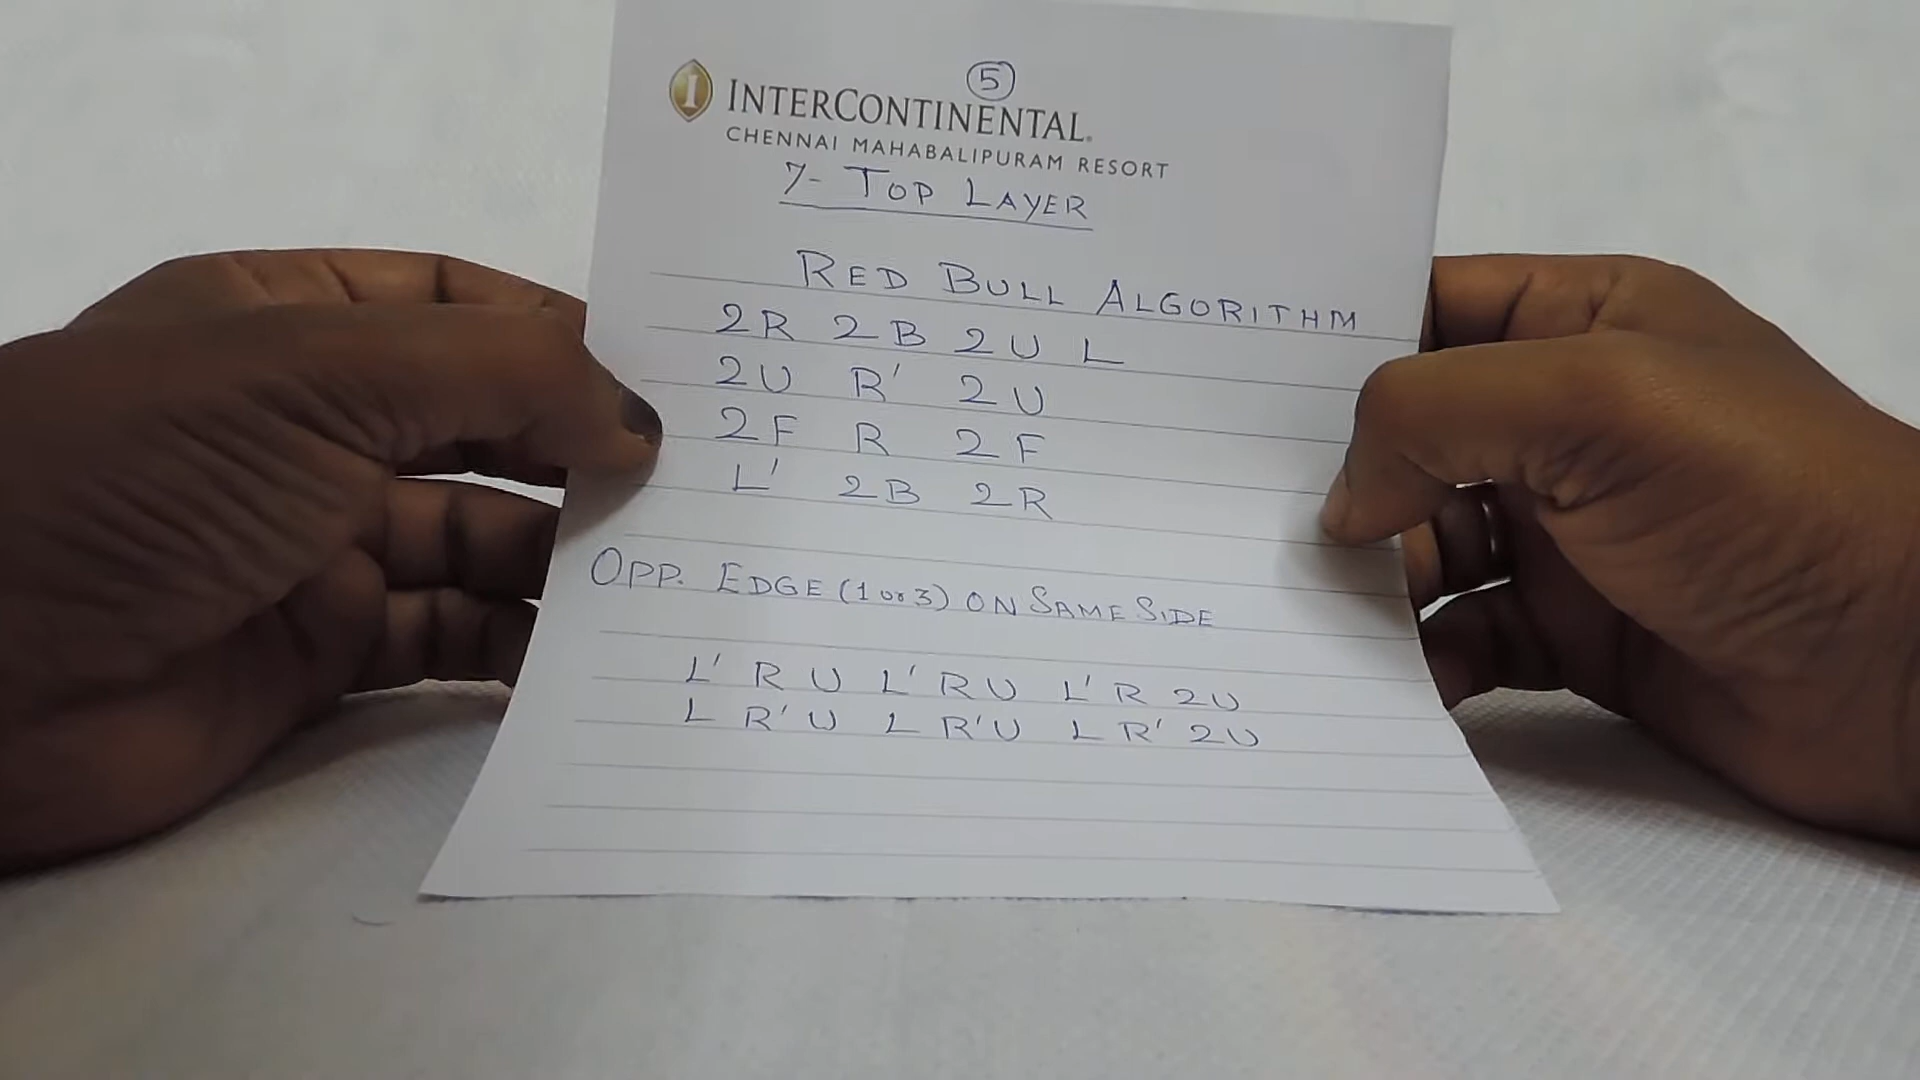 5
1 INTERCONTINENTAL®
CHENNAI MAHABALIPURAM RESORT
7- TOP LAYER
RED BULL ALGORITHM
2R 2B 2U L
2U R' 2U
2F R 2F
L' 2B 2R
OPP. EDGE (1 or 3) ON SAME SIDE
L' R U L' R U L' R 2U
L R' U L R' U L R' 2U